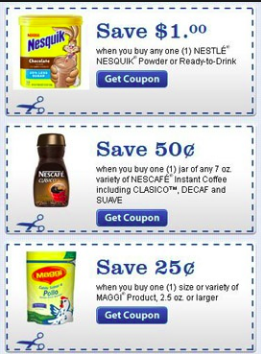 Nestlé
Nesquik
Chocolate
Save $1.00
when you buy any one (1) NESTLÉ®
NESQUIK® Powder or Ready-to-Drink
Get Coupon
NESCAFÉ
CLASICO
Save 50¢
when you buy one (1) jar of any 7 oz.
variety of NESCAFÉ® Instant Coffee
including CLASICO™, DECAF and
SUAVE
Get Coupon
MAGGI
Pollo
Save 25¢
when you buy one (1) size or variety of
MAGGI® Product, 2.5 oz. or larger
Get Coupon